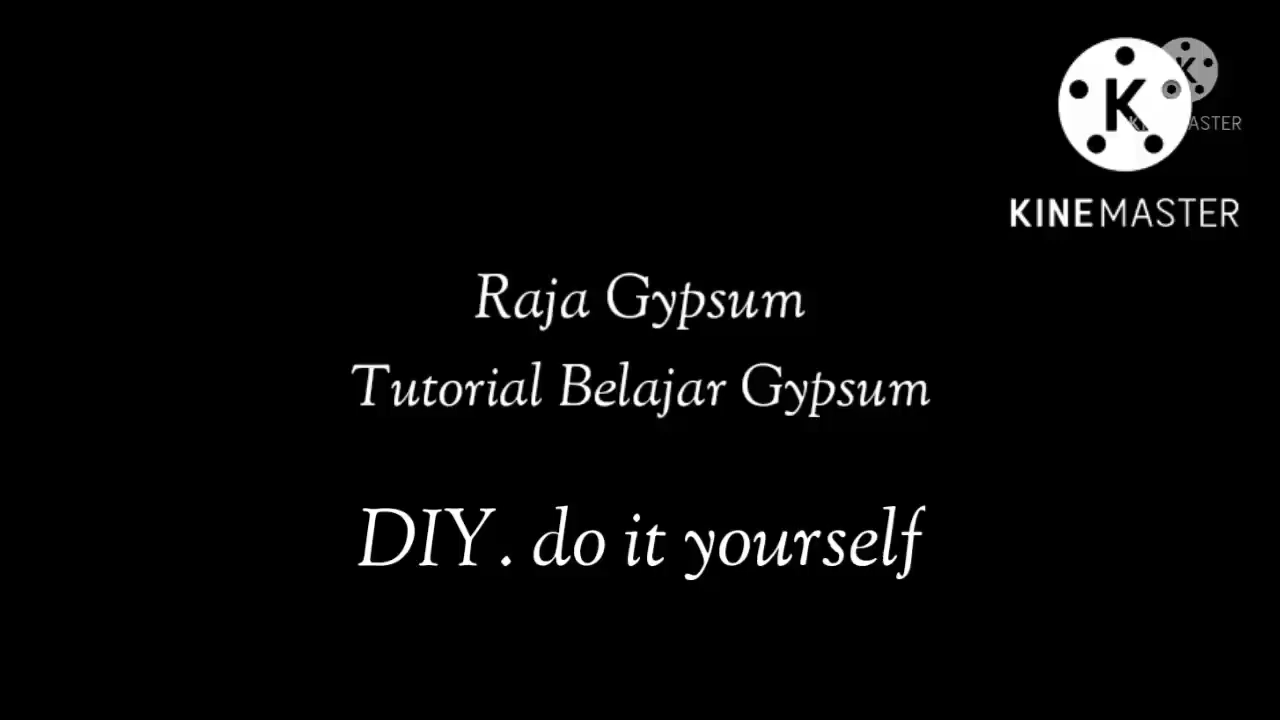 K
KINEMASTER
Raja Gypsum
Tutorial Belajar Gypsum
DIY. do it yourself